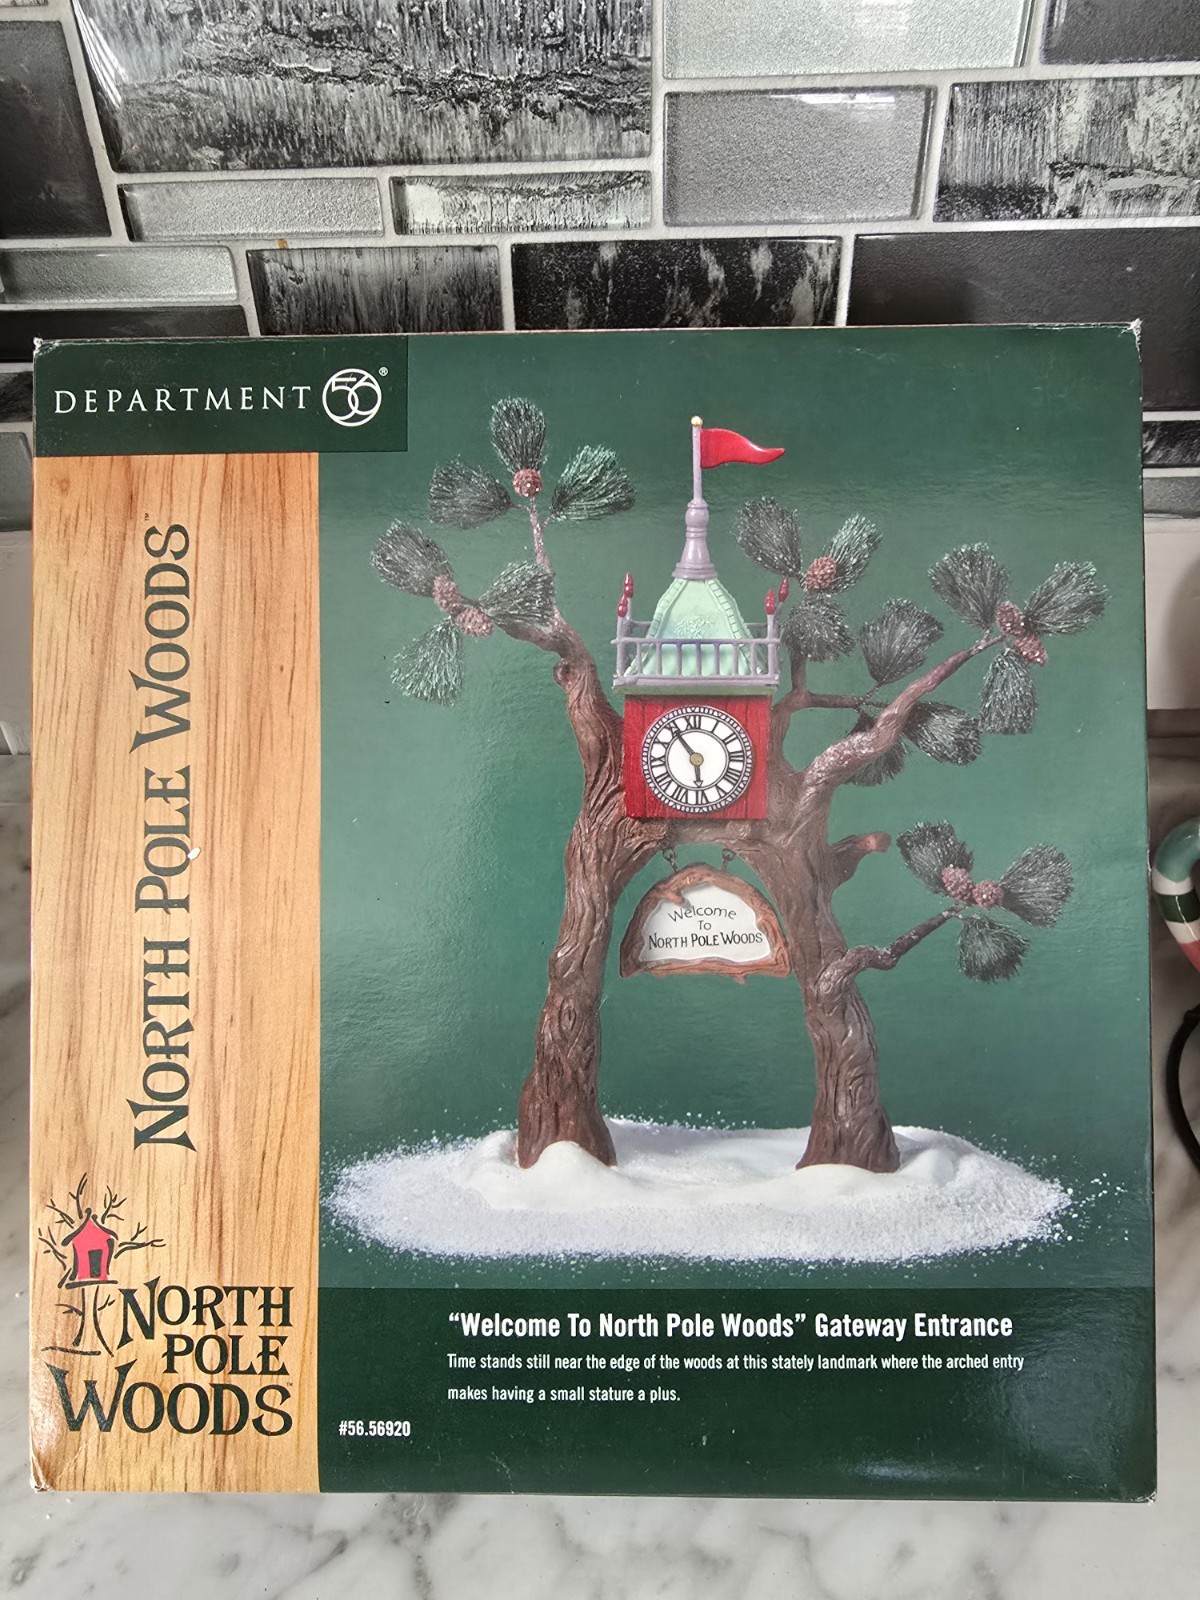 DEPARTMENT 56®
NORTH POLE WOODS™
Welcome
To
NORTH POLE WOODS
NORTH
POLE
WOODS™
"Welcome To North Pole Woods" Gateway Entrance
Time stands still near the edge of the woods at this stately landmark where the arched entry
makes having a small stature a plus.
#56.56920